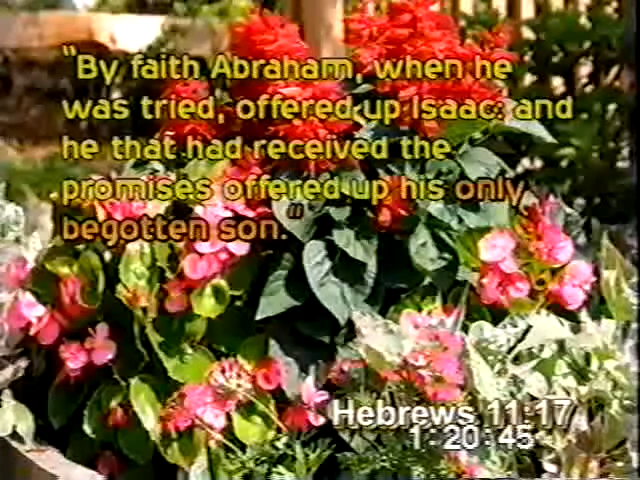 "By faith Abraham, when he
was tried, offered up Isaac: and
he that had received the
promises offered up his only
begotten son."
Hebrews 11:17
1:20:45